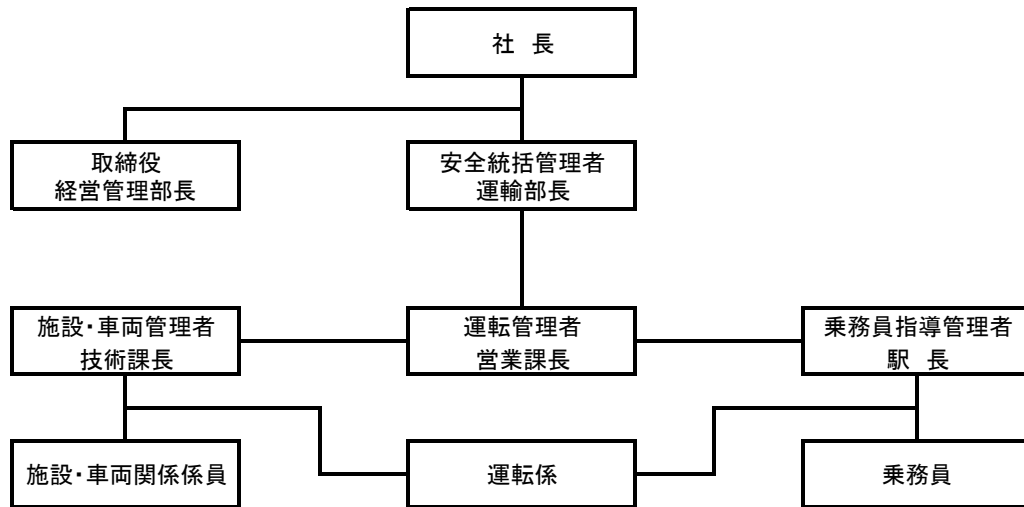 社　長
取締役
経営管理部長
安全統括管理者
運輸部長
施設・車両管理者
技術課長
運転管理者
営業課長
乗務員指導管理者
駅　長
施設・車両関係係員
運転係
乗務員